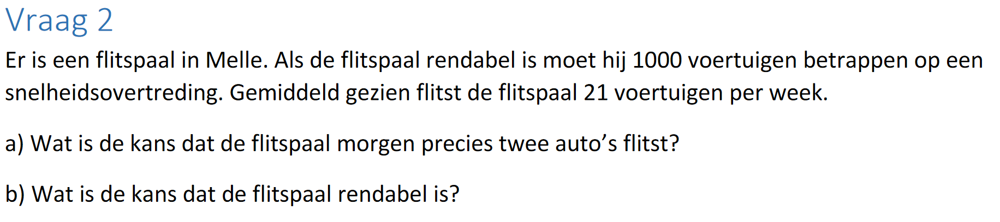 Vraag 2
Er is een flitspaal in Melle. Als de flitspaal rendabel is moet hij 1000 voertuigen betrappen op een
snelheidsovertreding. Gemiddeld gezien flitst de flitspaal 21 voertuigen per week.
a) Wat is de kans dat de flitspaal morgen precies twee auto’s flitst?
b) Wat is de kans dat de flitspaal rendabel is?